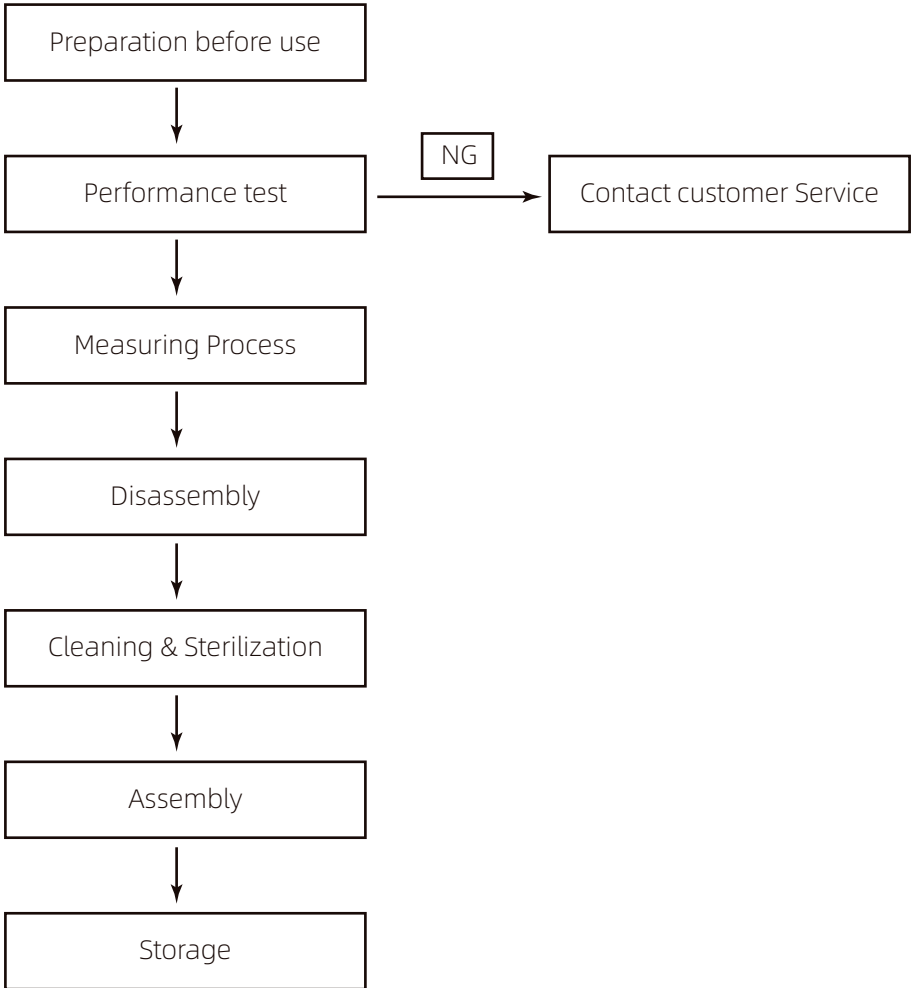 Preparation before use
NG
Performance test
Contact customer Service
Measuring Process
Disassembly
Cleaning & Sterilization
Assembly
Storage